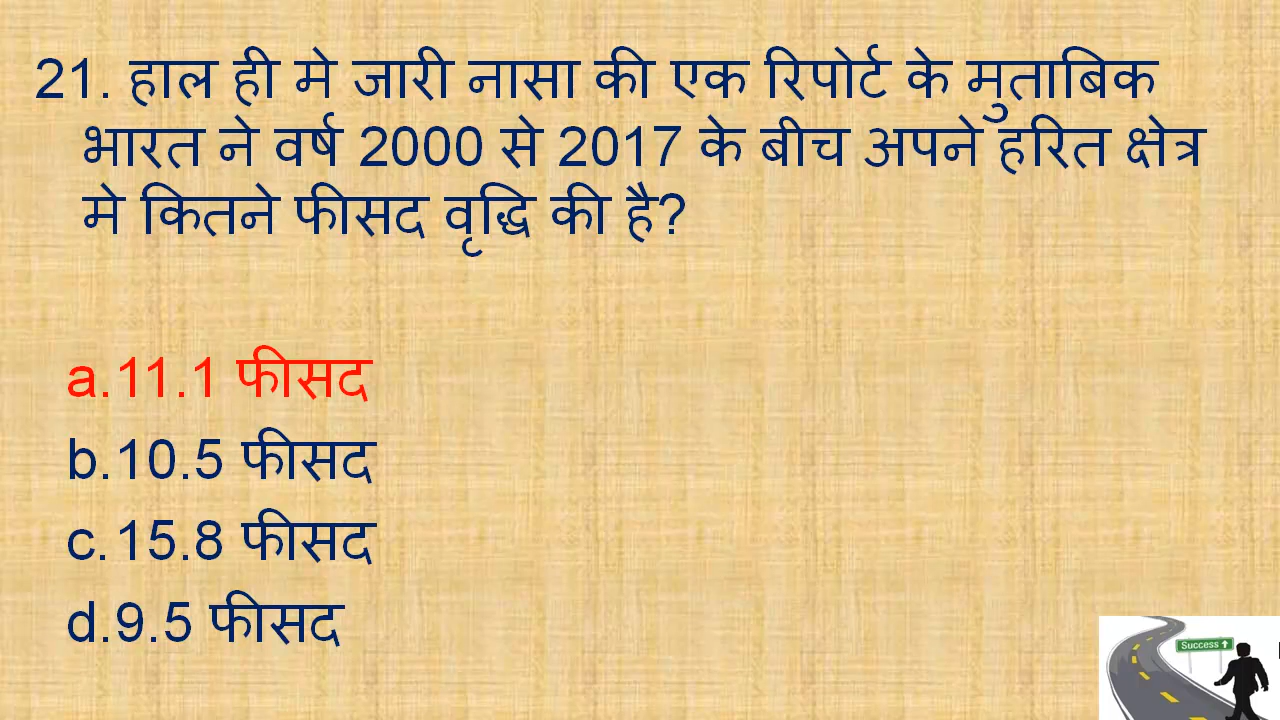 21. हाल ही मे जारी नासा की एक रिपोर्ट के मुताबिक
भारत ने वर्ष 2000 से 2017 के बीच अपने हरित क्षेत्र
मे कितने फीसद वृद्धि की है?
a.11.1 फीसद
b.10.5 फीसद
c.15.8 फीसद
d.9.5 फीसद
Success ↑